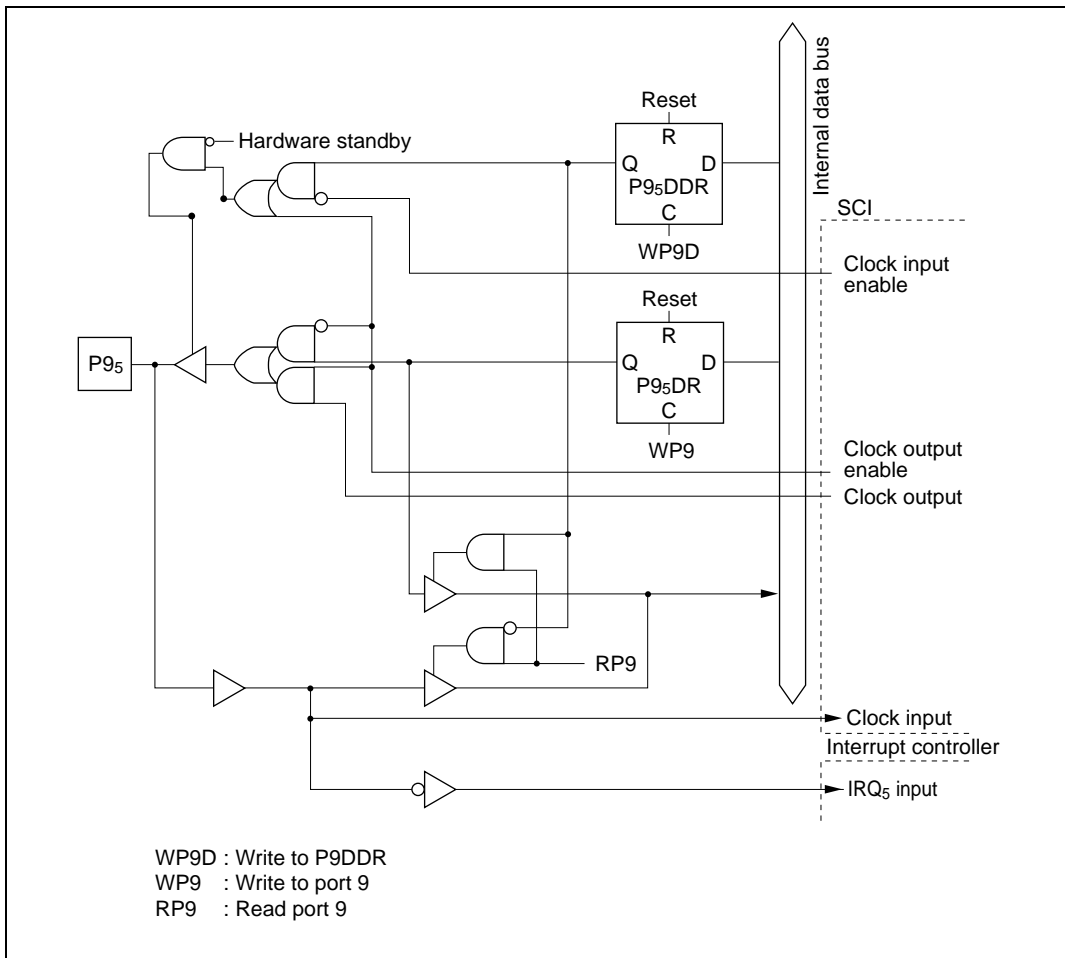 Reset
Internal data bus
Hardware standby
R
Q D
P9₅DDR
C
SCI
WP9D
Clock input
enable
Reset
R
P9₅
Q D
P9₅DR
C
WP9
Clock output
enable
Clock output
RP9
Clock input
Interrupt controller
IRQ₅ input
WP9D : Write to P9DDR
WP9 : Write to port 9
RP9 : Read port 9